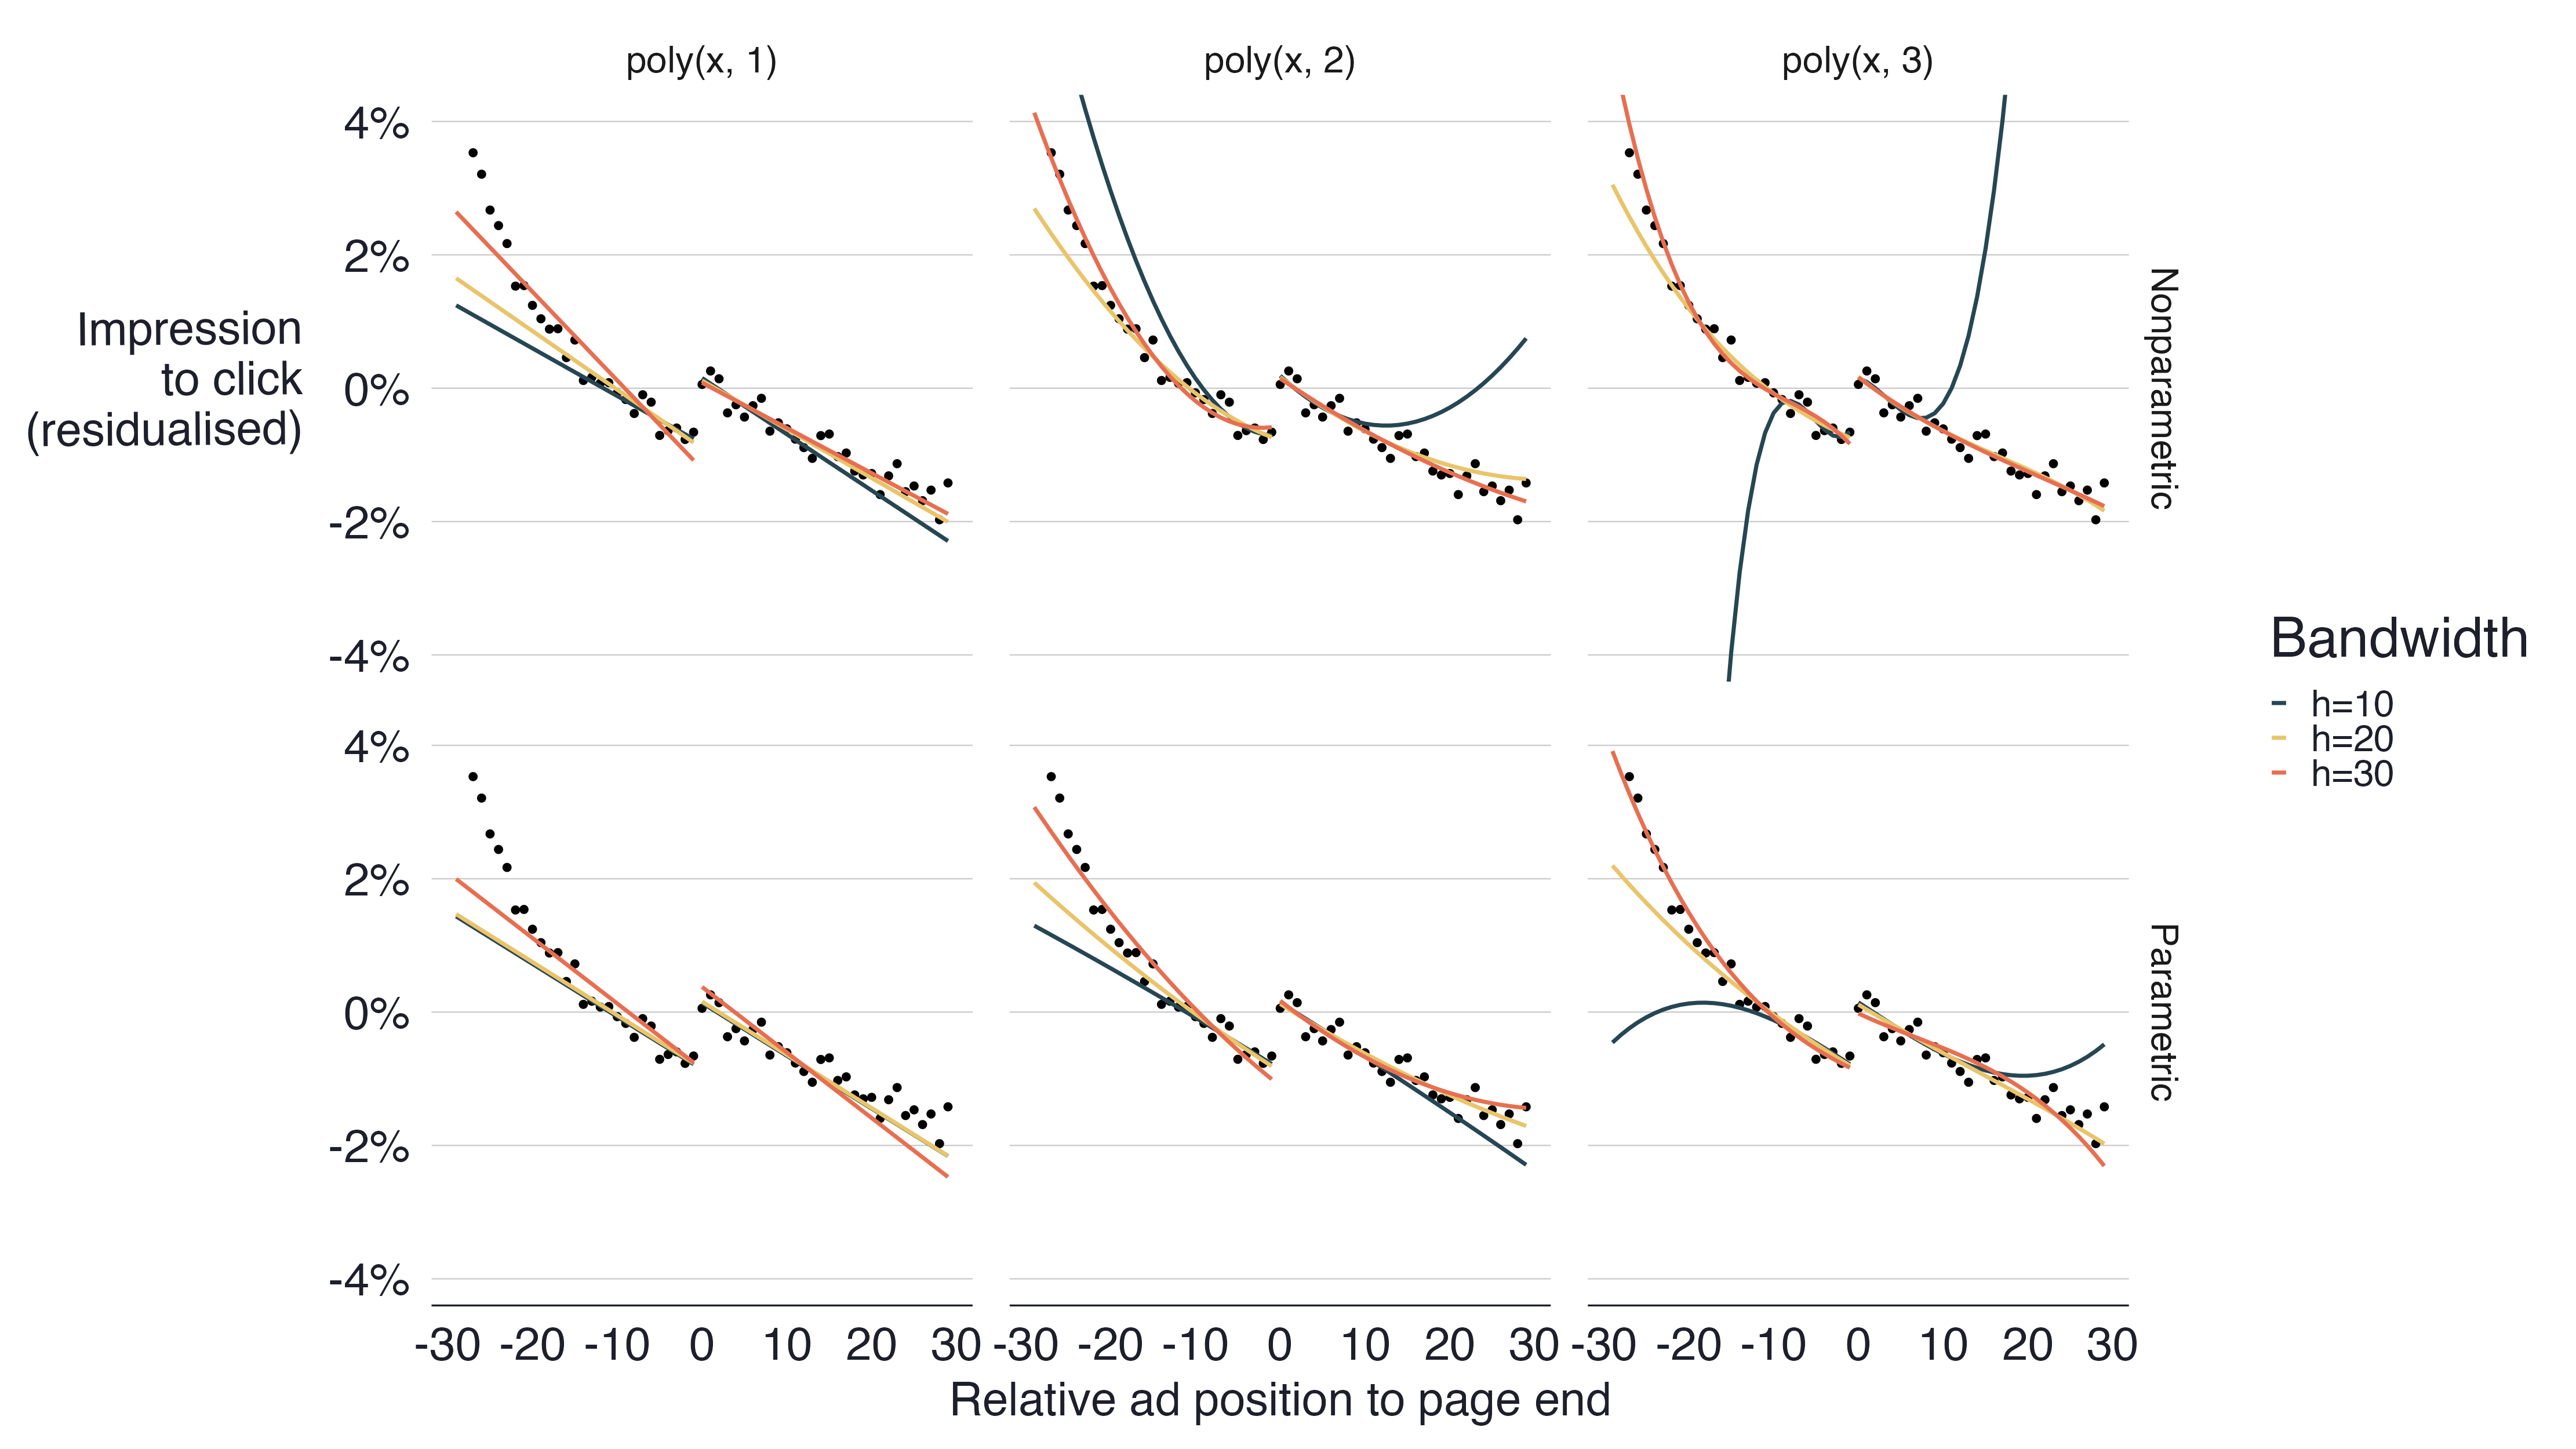 poly(x, 1)
poly(x, 2)
poly(x, 3)
4%
2%
0%
-2%
-4%
Impression
to click
(residualised)
Nonparametric
4%
2%
0%
-2%
-4%
Parametric
-30 -20 -10 0 10 20 30
-30 -20 -10 0 10 20 30
-30 -20 -10 0 10 20 30
Relative ad position to page end
Bandwidth
h=10
h=20
h=30